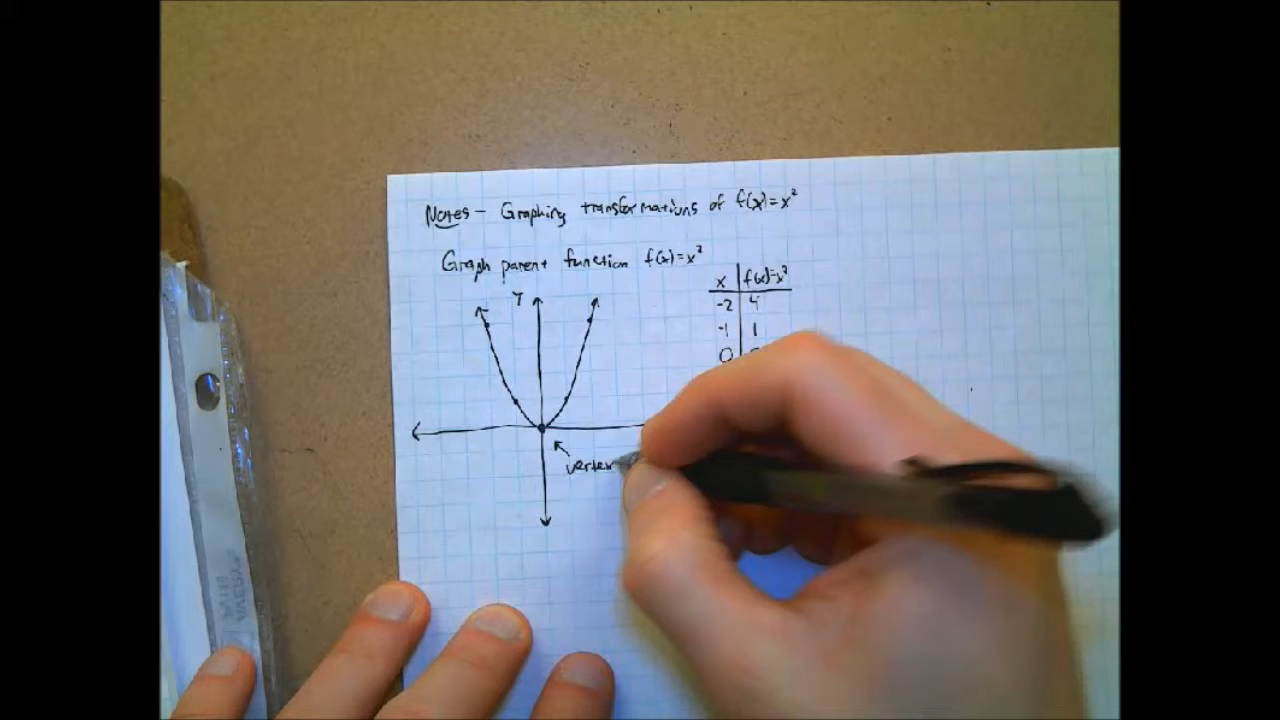 Notes - Graphing transformations of f(x)=x²
Graph parent function f(x)=x²
x f(x)=x²
-2 4
-1 1
0
Y
vertex